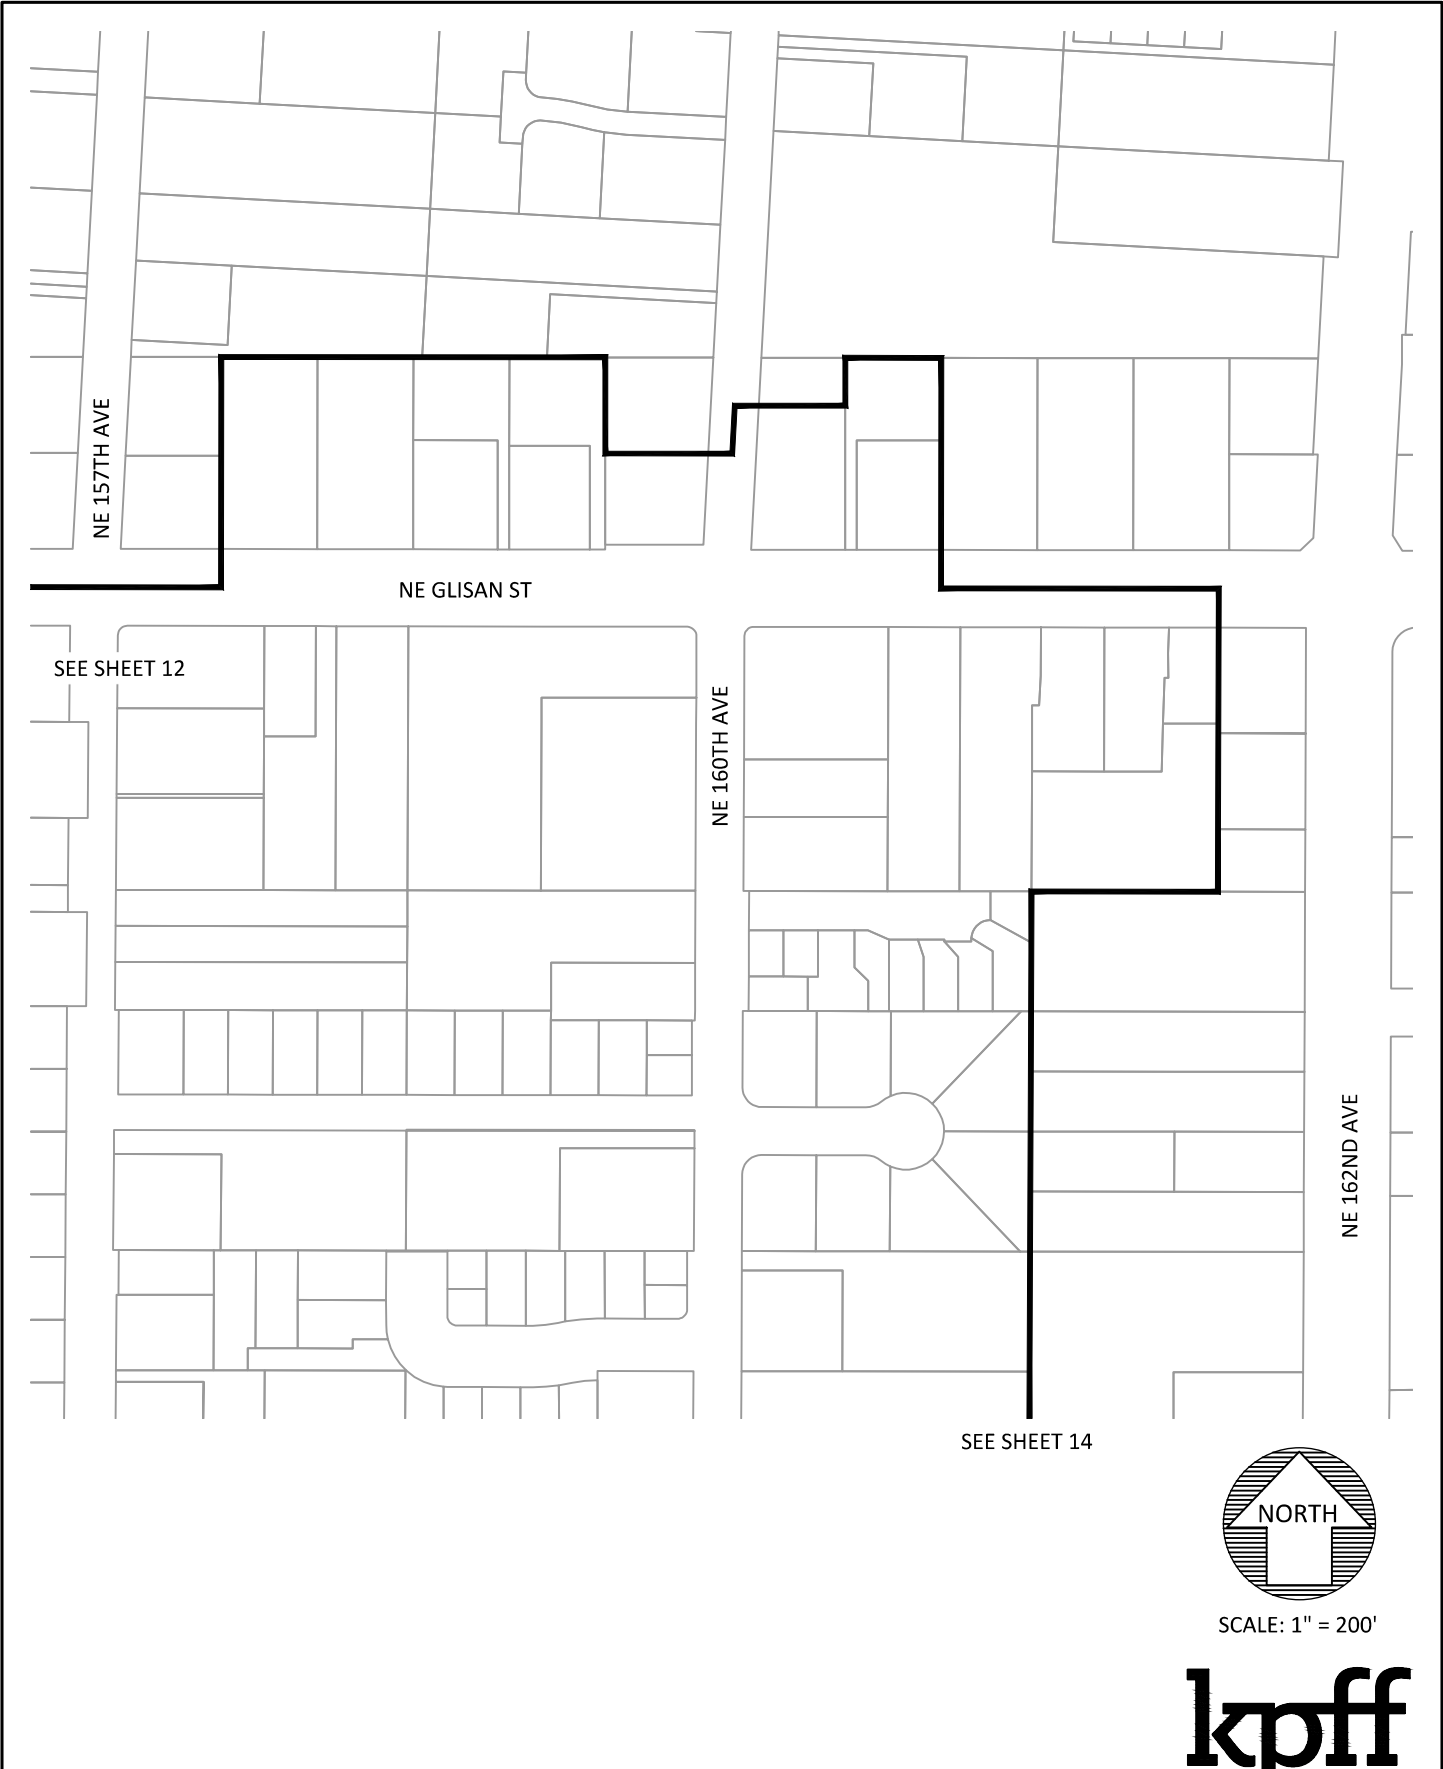 NE 157TH AVE
NE GLISAN ST
SEE SHEET 12
NE 160TH AVE
NE 162ND AVE
SEE SHEET 14
NORTH
SCALE: 1" = 200'
kpff